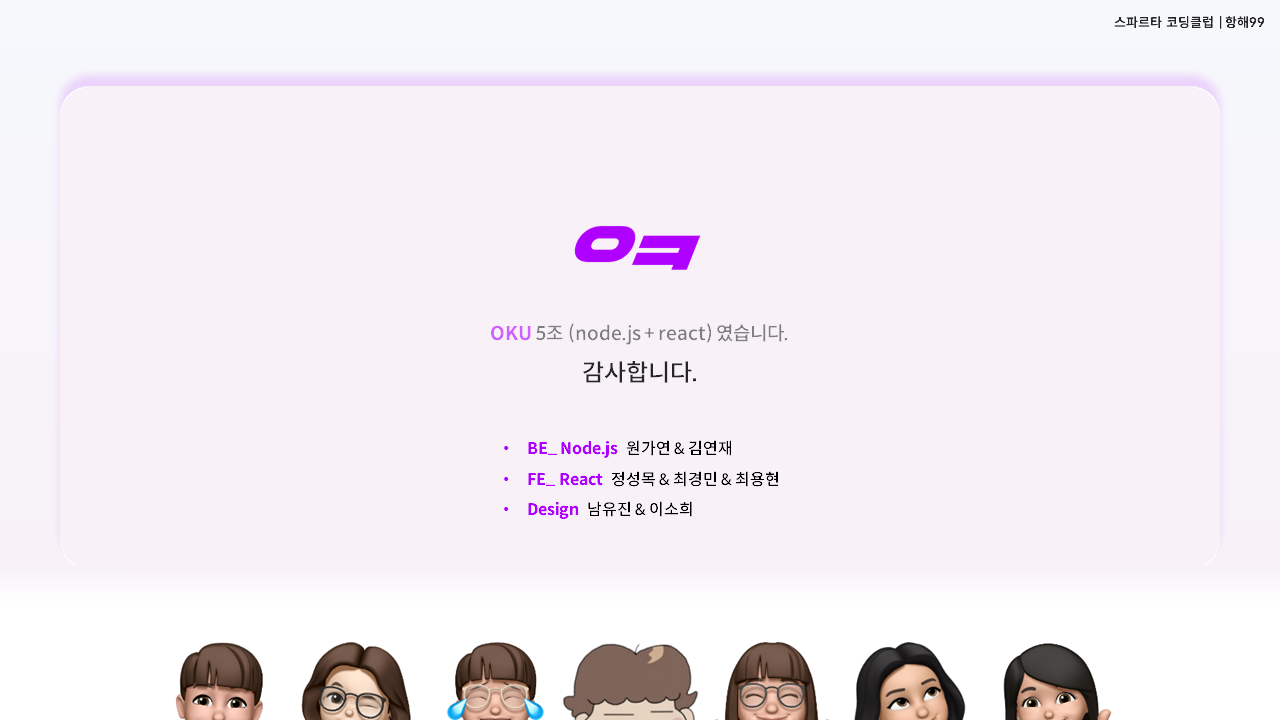 스파르타 코딩클럽 | 항해99
오쿠
OKU 5조 (node.js + react) 였습니다.
감사합니다.
• BE_ Node.js 원가연 & 김연재
• FE_ React 정성목 & 최경민 & 최용현
• Design 남유진 & 이소희